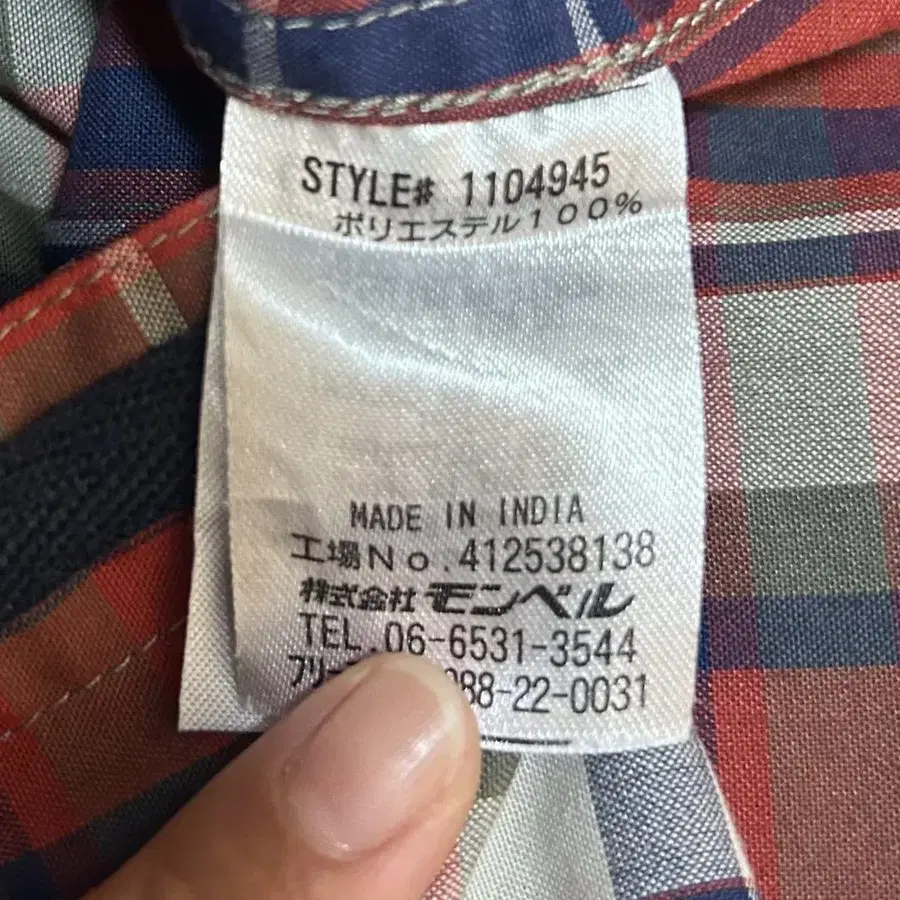 STYLE# 1104945
ポリエステル100%
MADE IN INDIA
工場No.412538138
株式会社 モンベル
TEL.06-6531-3544
88-22-0031